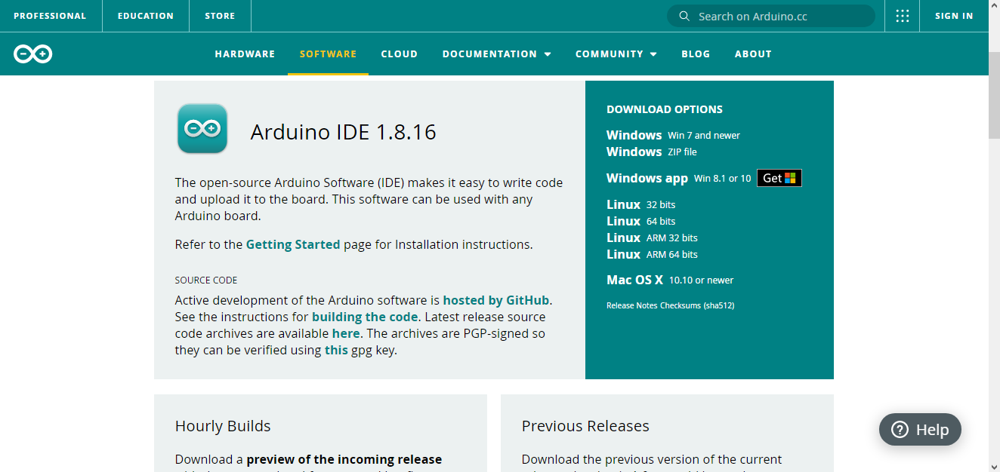 PROFESSIONAL
EDUCATION
STORE
Search on Arduino.cc
SIGN IN
HARDWARE
SOFTWARE
CLOUD
DOCUMENTATION
COMMUNITY
BLOG
ABOUT
Arduino IDE 1.8.16
The open-source Arduino Software (IDE) makes it easy to write code
and upload it to the board. This software can be used with any
Arduino board.
Refer to the Getting Started page for Installation instructions.
SOURCE CODE
Active development of the Arduino software is hosted by GitHub.
See the instructions for building the code. Latest release source
code archives are available here. The archives are PGP-signed so
they can be verified using this gpg key.
DOWNLOAD OPTIONS
Windows Win 7 and newer
Windows ZIP file
Windows app Win 8.1 or 10 Get
Linux 32 bits
Linux 64 bits
Linux ARM 32 bits
Linux ARM 64 bits
Mac OS X 10.10 or newer
Release Notes Checksums (sha512)
Hourly Builds
Download a preview of the incoming release
Previous Releases
Download the previous version of the current
Help